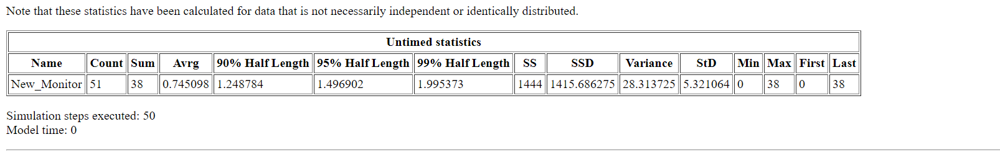 Note that these statistics have been calculated for data that is not necessarily independent or identically distributed.
Untimed statistics
Name Count Sum Avrg 90% Half Length 95% Half Length 99% Half Length SS SSD Variance StD Min Max First Last
New_Monitor 51 38 0.745098 1.248784 1.496902 1.995373 1444 1415.686275 28.313725 5.321064 0 38 0 38
Simulation steps executed: 50
Model time: 0